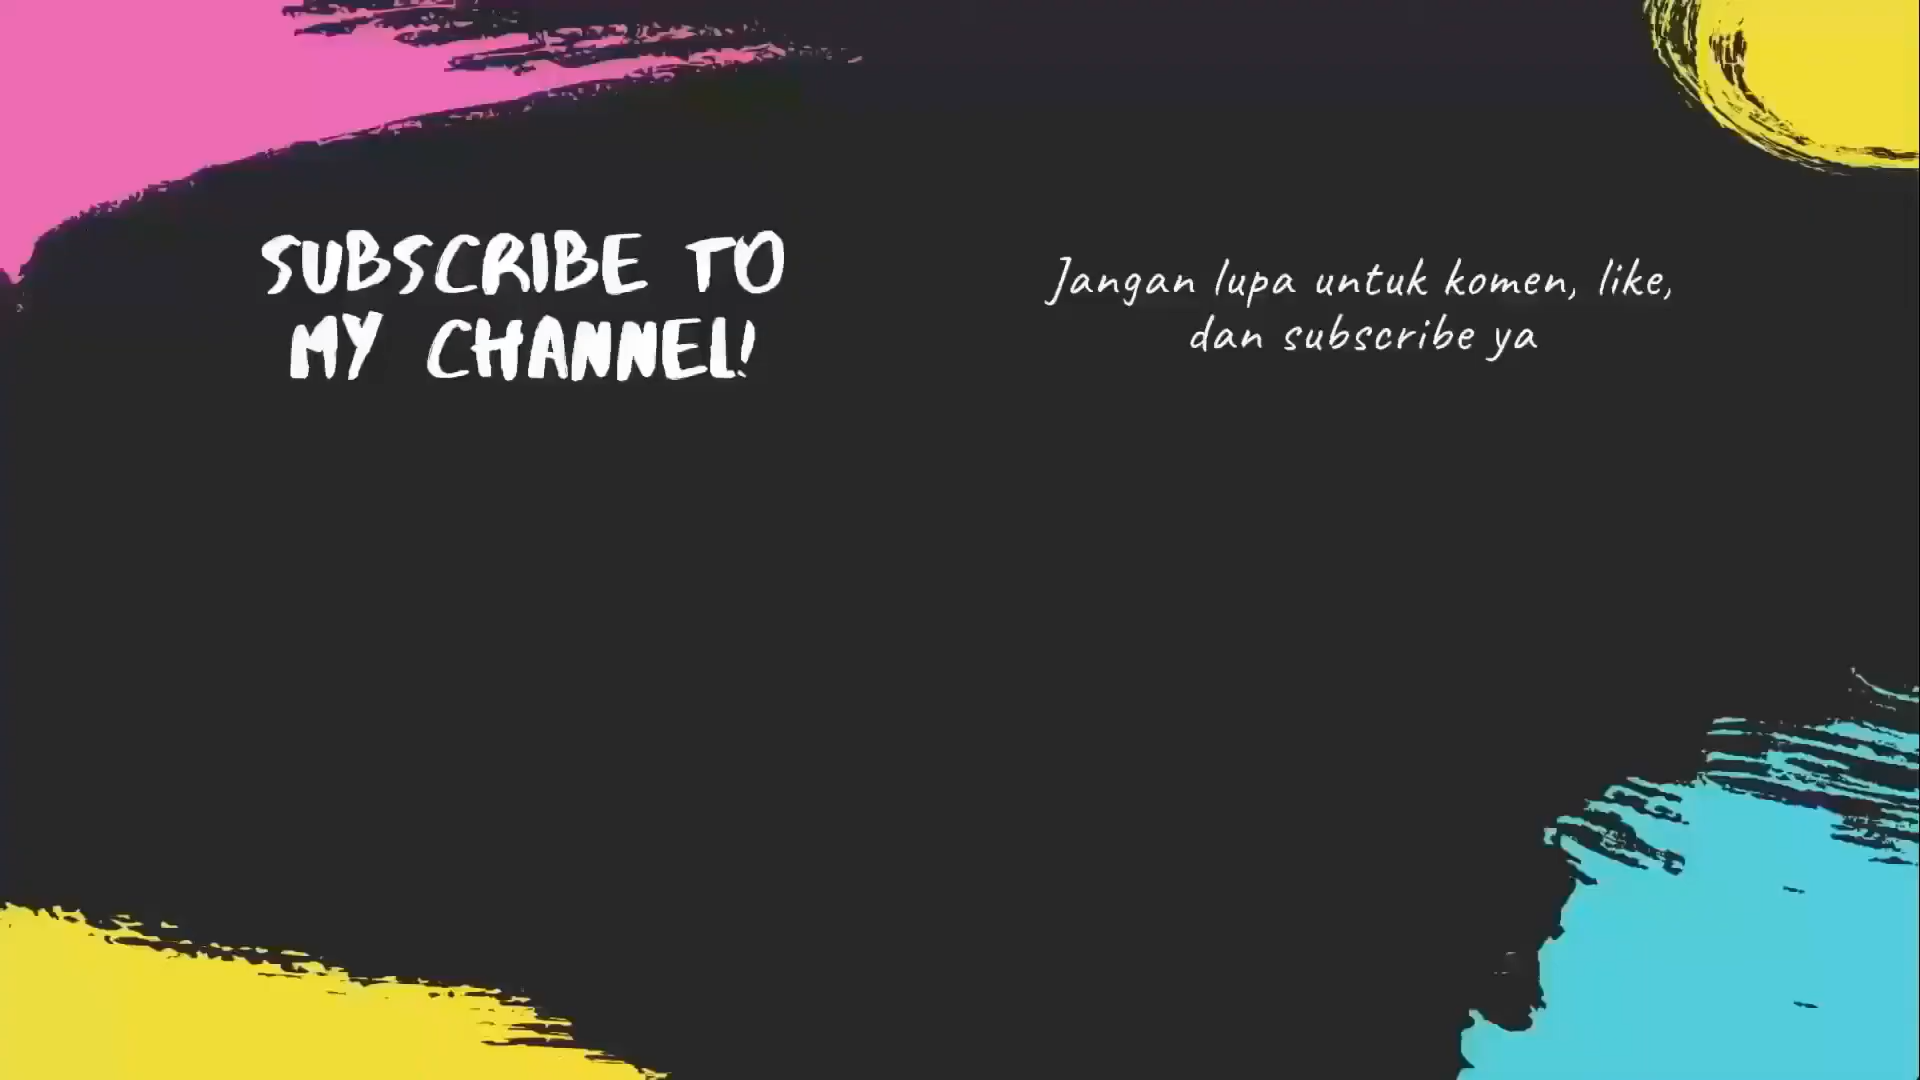 SUBSCRIBE TO
MY CHANNEL!
Jangan lupa untuk komen, like,
dan subscribe ya